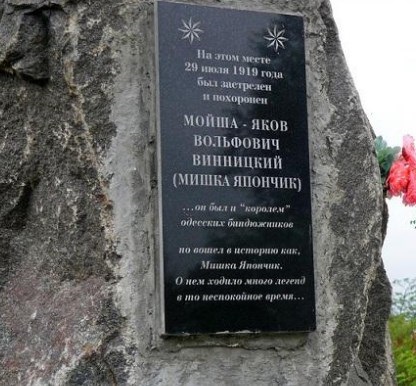 На этом месте
29 июля 1919 года
был застрелен
и похоронен
МОЙША - ЯКОВ
ВОЛЬФОВИЧ
ВИННИЦКИЙ
(МИШКА ЯПОНЧИК)
...он был и "королем"
одесских биндюжников
но вошел в историю как,
Мишка Япончик.
О нем ходило много легенд
в то неспокойное время...